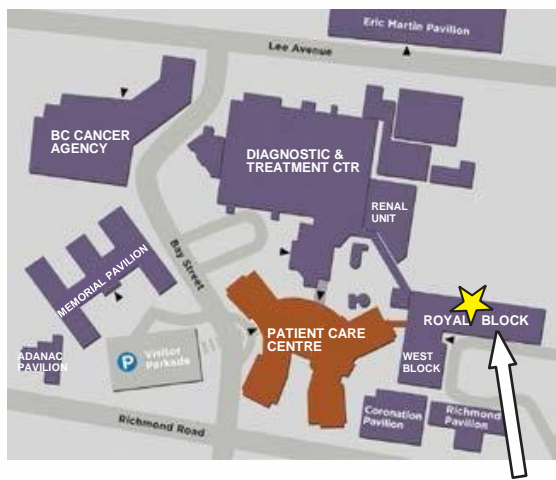 Eric Martin Pavilion
Lee Avenue
BC CANCER
AGENCY
DIAGNOSTIC &
TREATMENT CTR
RENAL
UNIT
MEMORIAL PAVILION
Bay Street
ROYAL BLOCK
PATIENT CARE
CENTRE
WEST
BLOCK
ADANAC
PAVILION
P Visitor
Parkade
Coronation
Pavilion
Richmond
Pavilion
Richmond Road